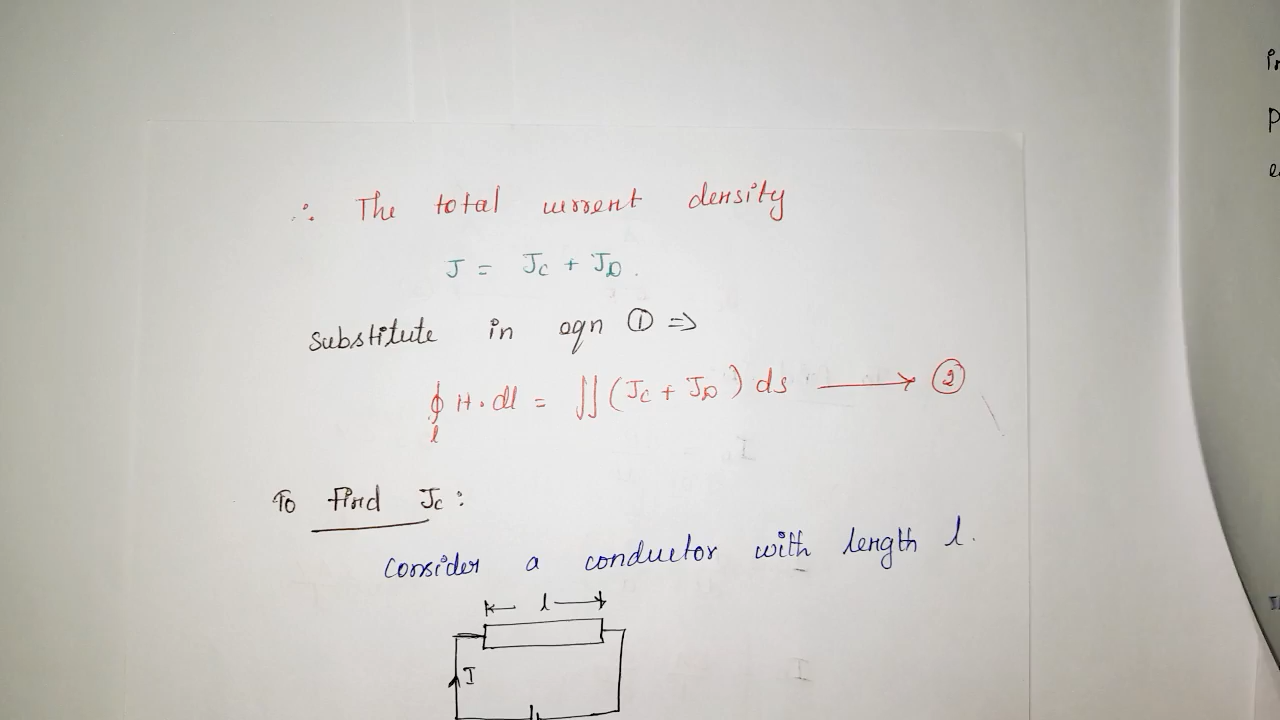 ∴ The total current density
J = Jc + JD.
Substitute in eqn ① ⇒
∮l H . dl = ∬ (Jc + JD) ds ⟶ ②
To Find Jc :
Consider a conductor with length l.
l
I